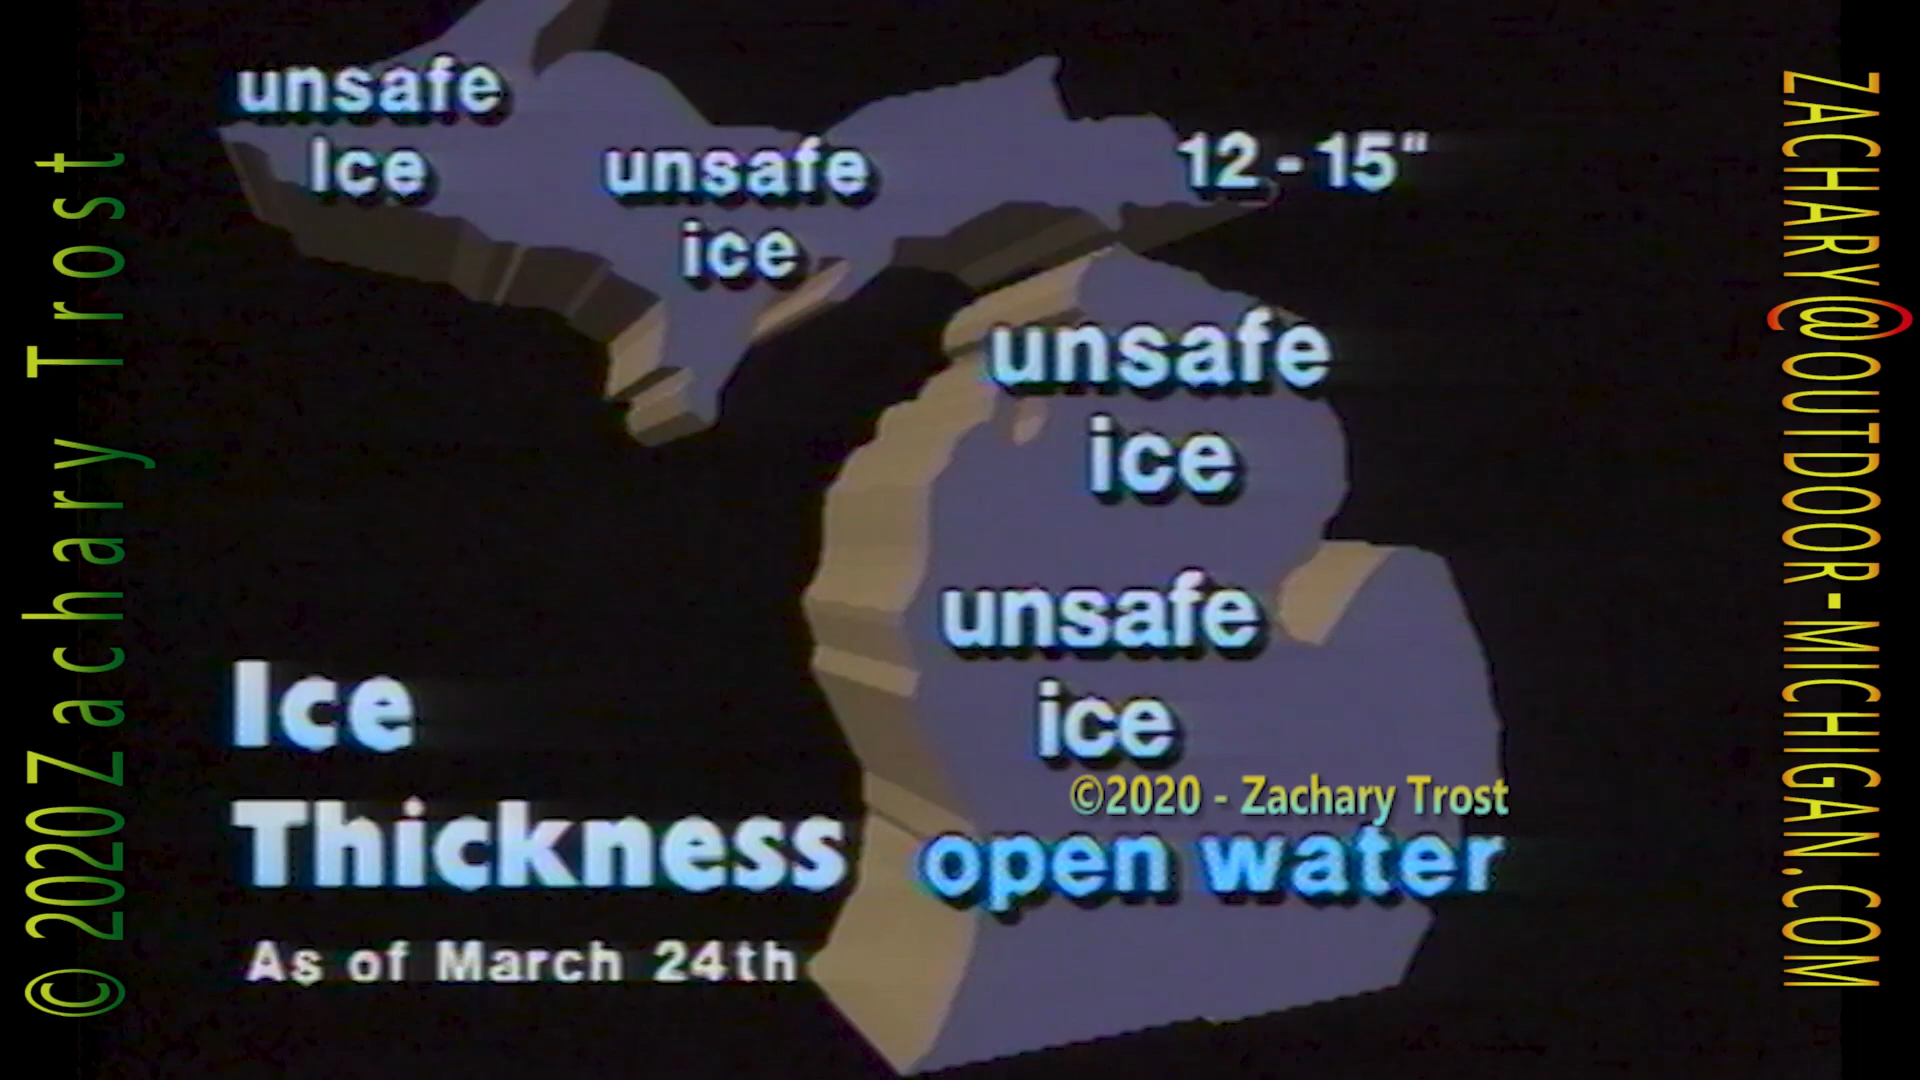 unsafe
Ice
unsafe
ice
12-15"
unsafe
ice
unsafe
ice
Ice
Thickness
As of March 24th
©2020 - Zachary Trost
open water
© 2020 Zachary Trost
ZACHARY@OUTDOOR-MICHIGAN.COM